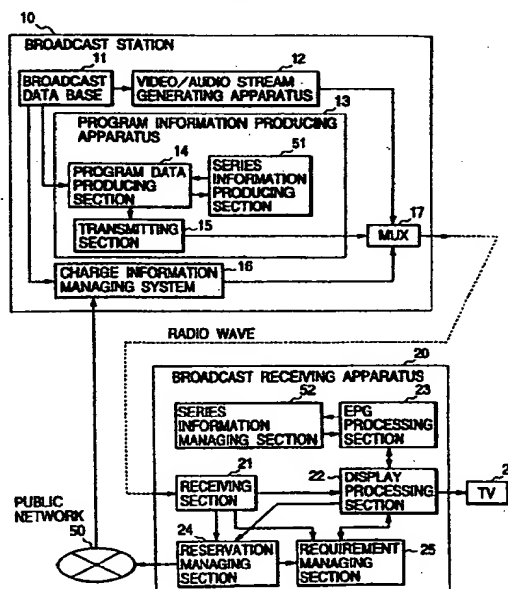 10
BROADCAST STATION
11
12
BROADCAST
DATA BASE
VIDEO/AUDIO STREAM
GENERATING APPARATUS
13
PROGRAM INFORMATION PRODUCING
APPARATUS
14
51
PROGRAM DATA
PRODUCING
SECTION
SERIES
INFORMATION
PRODUCING
SECTION
15
TRANSMITTING
SECTION
17
MUX
16
CHARGE INFORMATION
MANAGING SYSTEM
RADIO WAVE
20
BROADCAST RECEIVING APPARATUS
52
23
SERIES
INFORMATION
MANAGING SECTION
EPG
PROCESSING
SECTION
21
22
RECEIVING
SECTION
DISPLAY
PROCESSING
SECTION
TV
PUBLIC
NETWORK
50
24
RESERVATION
MANAGING
SECTION
REQUIREMENT
MANAGING
SECTION
25